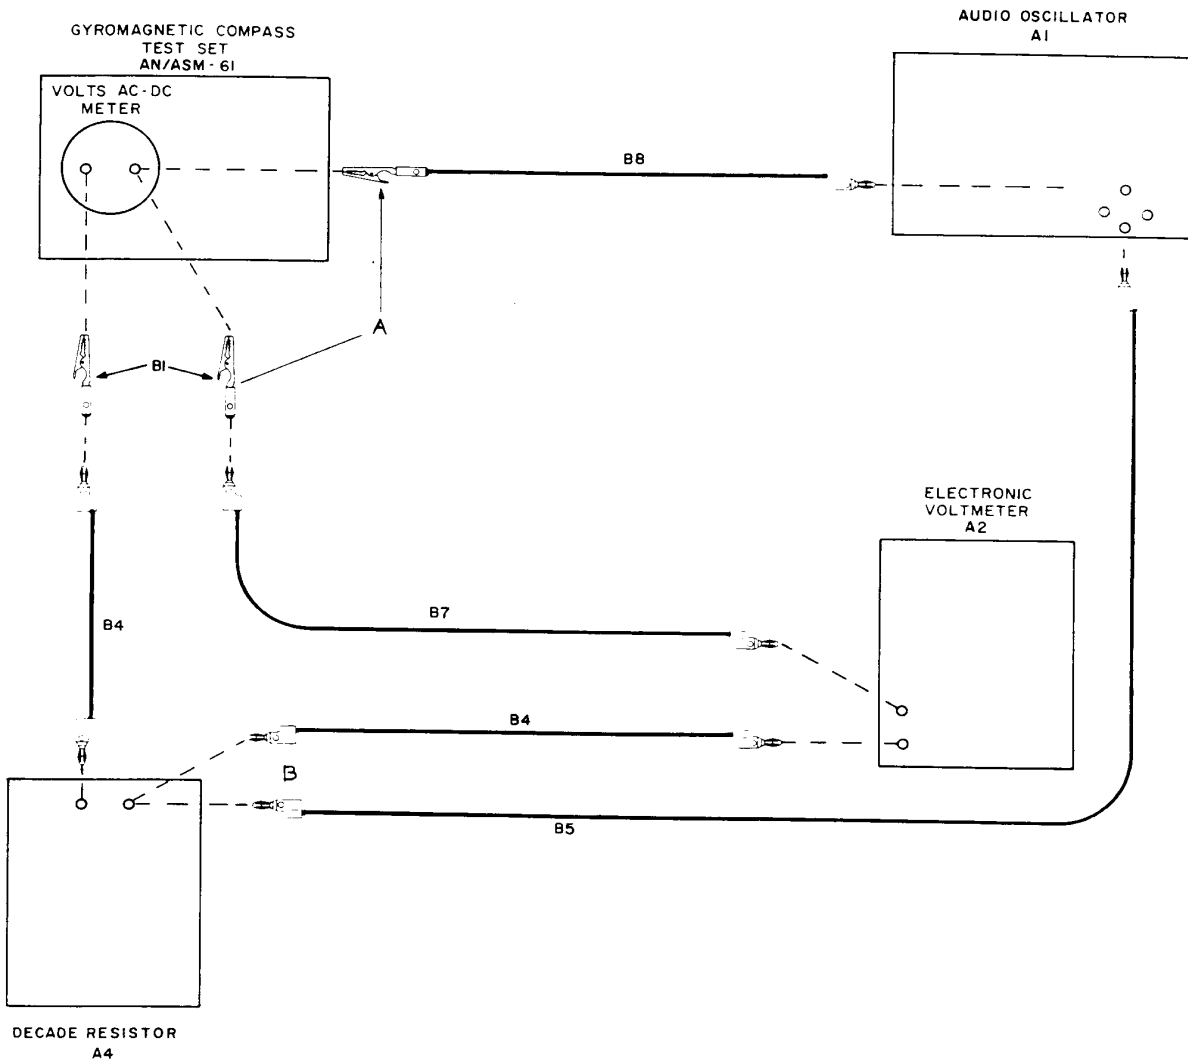 GYROMAGNETIC COMPASS
TEST SET
AN/ASM-61
VOLTS AC-DC
METER
AUDIO OSCILLATOR
A1
B8
A
B1
ELECTRONIC
VOLTMETER
A2
B4
B7
B4
B
B5
DECADE RESISTOR
A4